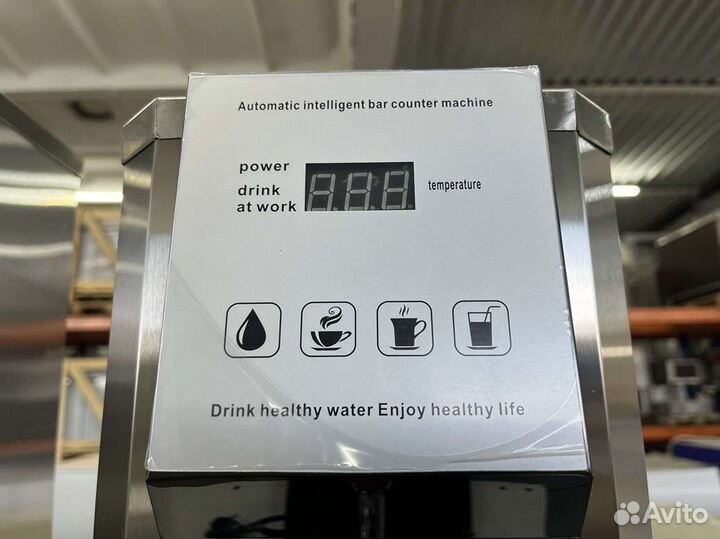 Automatic intelligent bar counter machine
power
drink
at work
temperature
Drink healthy water Enjoy healthy life
Avito